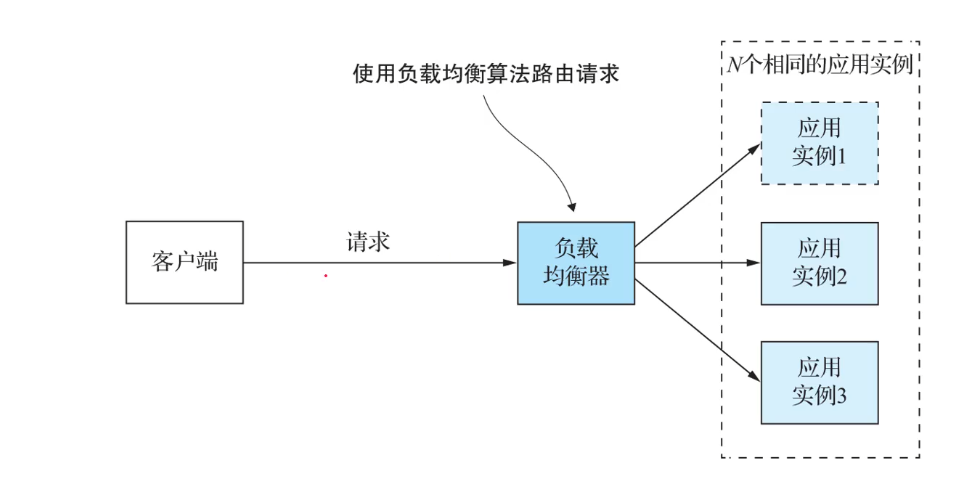 使用负载均衡算法路由请求
N个相同的应用实例
应用
实例1
客户端
请求
负载
均衡器
应用
实例2
应用
实例3